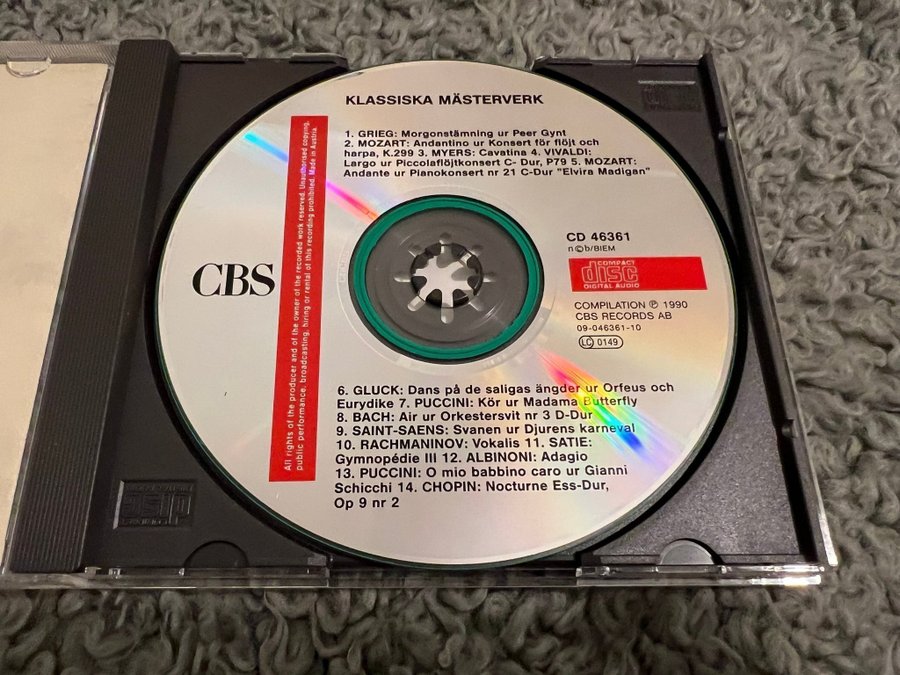 KLASSISKA MÄSTERVERK
1. GRIEG: Morgonstämning ur Peer Gynt
2. MOZART: Andantino ur Konsert för flöjt och
harpa, K.299 3. MYERS: Cavatina 4. VIVALDI:
Largo ur Piccolaflöjtkonsert C- Dur, P79 5. MOZART:
Andante ur Pianokonsert nr 21 C-Dur "Elvira Madigan"
All rights of the producer and of the owner of the recorded work reserved. Unauthorised copying,
public performance, broadcasting, hiring or rental of this recording prohibited. Made in Austria.
CBS
CD 46361
n©b/BIEM
COMPACT
disc
DIGITAL AUDIO
COMPILATION ℗ 1990
CBS RECORDS AB
09-046361-10
LC 0149
6. GLUCK: Dans på de saligas ängder ur Orfeus och
Eurydike 7. PUCCINI: Kör ur Madama Butterfly
8. BACH: Air ur Orkestersvit nr 3 D-Dur
9. SAINT-SAENS: Svanen ur Djurens karneval
10. RACHMANINOV: Vokalis 11. SATIE:
Gymnopédie III 12. ALBINONI: Adagio
13. PUCCINI: O mio babbino caro ur Gianni
Schicchi 14. CHOPIN: Nocturne Ess-Dur,
Op 9 nr 2